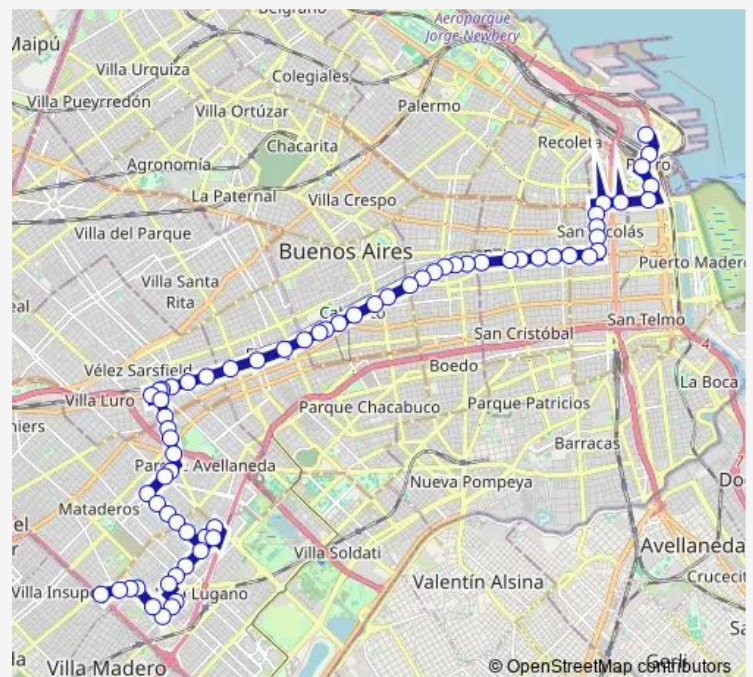 Aeroparque
Jorge Newbery
Maipú
Villa Urquiza
Colegiales
Villa Pueyrredón
Villa Ortúzar
Palermo
Chacarita
Recoleta
Agronomía
La Paternal
Villa Crespo
Villa del Parque
Buenos Aires
Puerto Madero
Villa Santa
Rita
San Cristóbal
San Telmo
4
Vélez Sarsfield
Boedo
La Boca
Villa Luro
Parque Chacabuco
Parque Patricios
Barracas
Avellaneda
Nueva Pompeya
Mataderos
Villa Soldati
Avellaneda
Valentín Alsina
Crucecit
Lugano
Villa Madero
© OpenStreetMap contributors